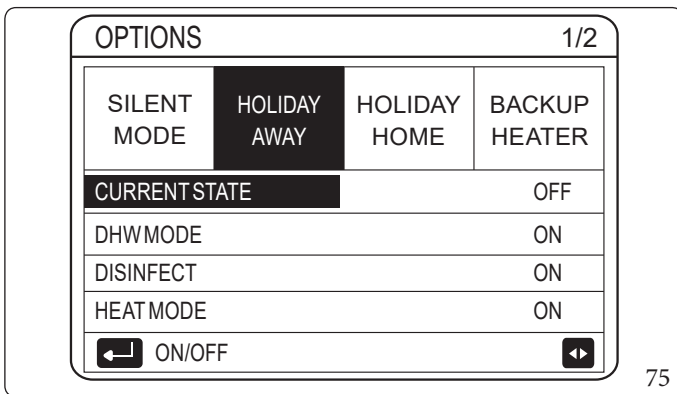 OPTIONS 1/2
SILENT MODE HOLIDAY AWAY HOLIDAY HOME BACKUP HEATER
CURRENT STATE OFF
DHW MODE ON
DISINFECT ON
HEAT MODE ON
ON/OFF
75